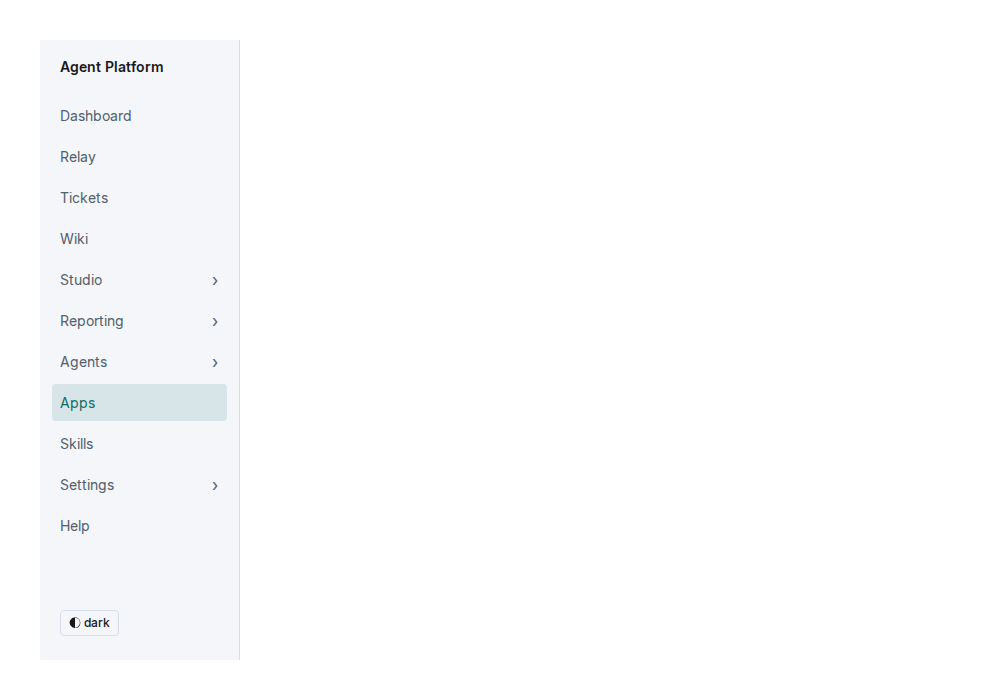 Agent Platform
Dashboard
Relay
Tickets
Wiki
Studio ›
Reporting ›
Agents ›
Apps
Skills
Settings ›
Help
◐ dark